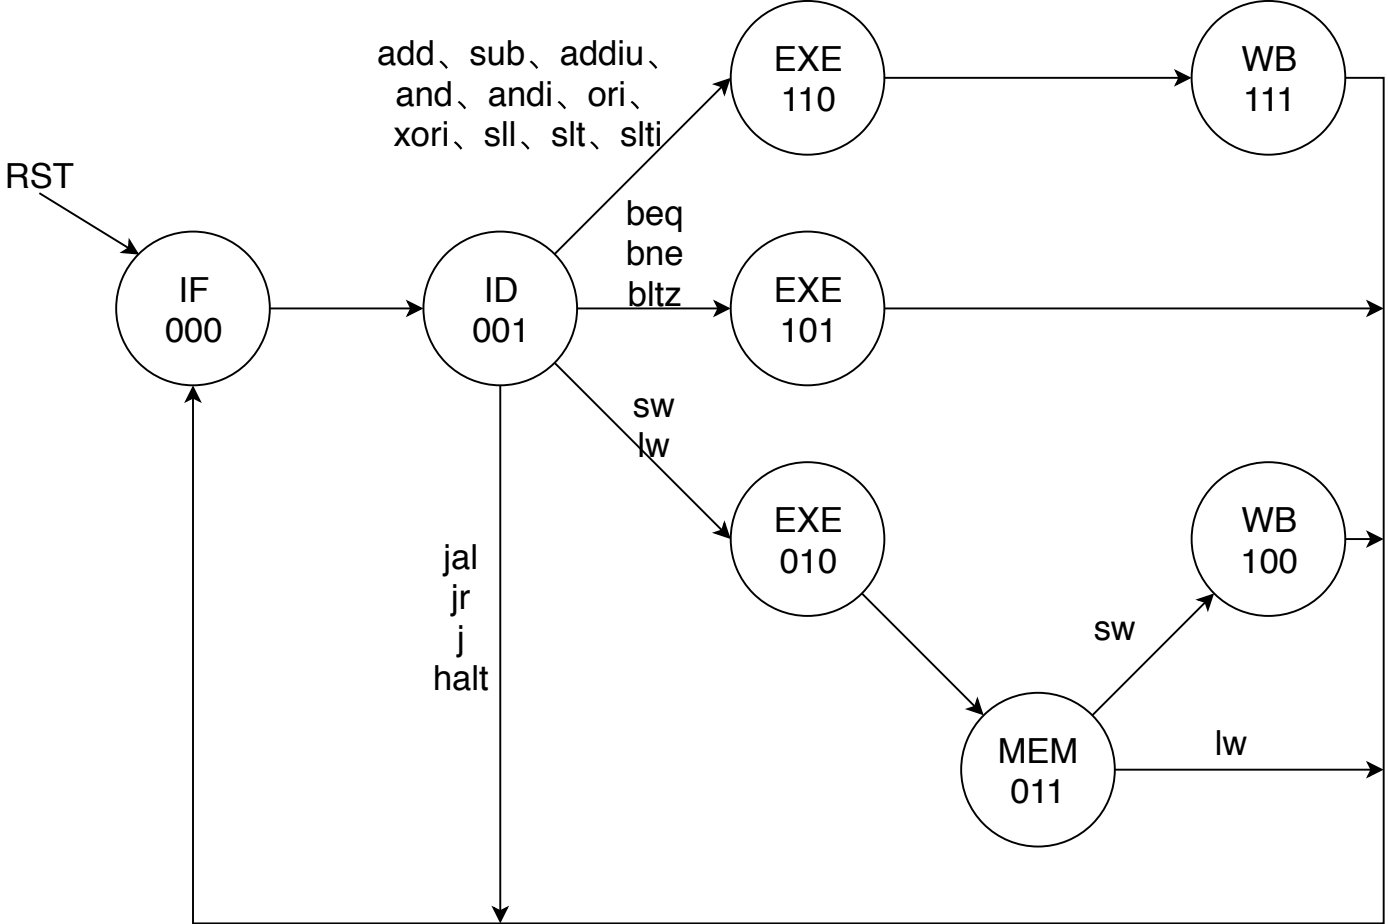 add、sub、addiu、
and、andi、ori、
xori、sll、slt、slti
EXE
110
WB
111
RST
beq
bne
bltz
IF
000
ID
001
EXE
101
sw
lw
jal
jr
j
halt
EXE
010
WB
100
sw
MEM
011
lw